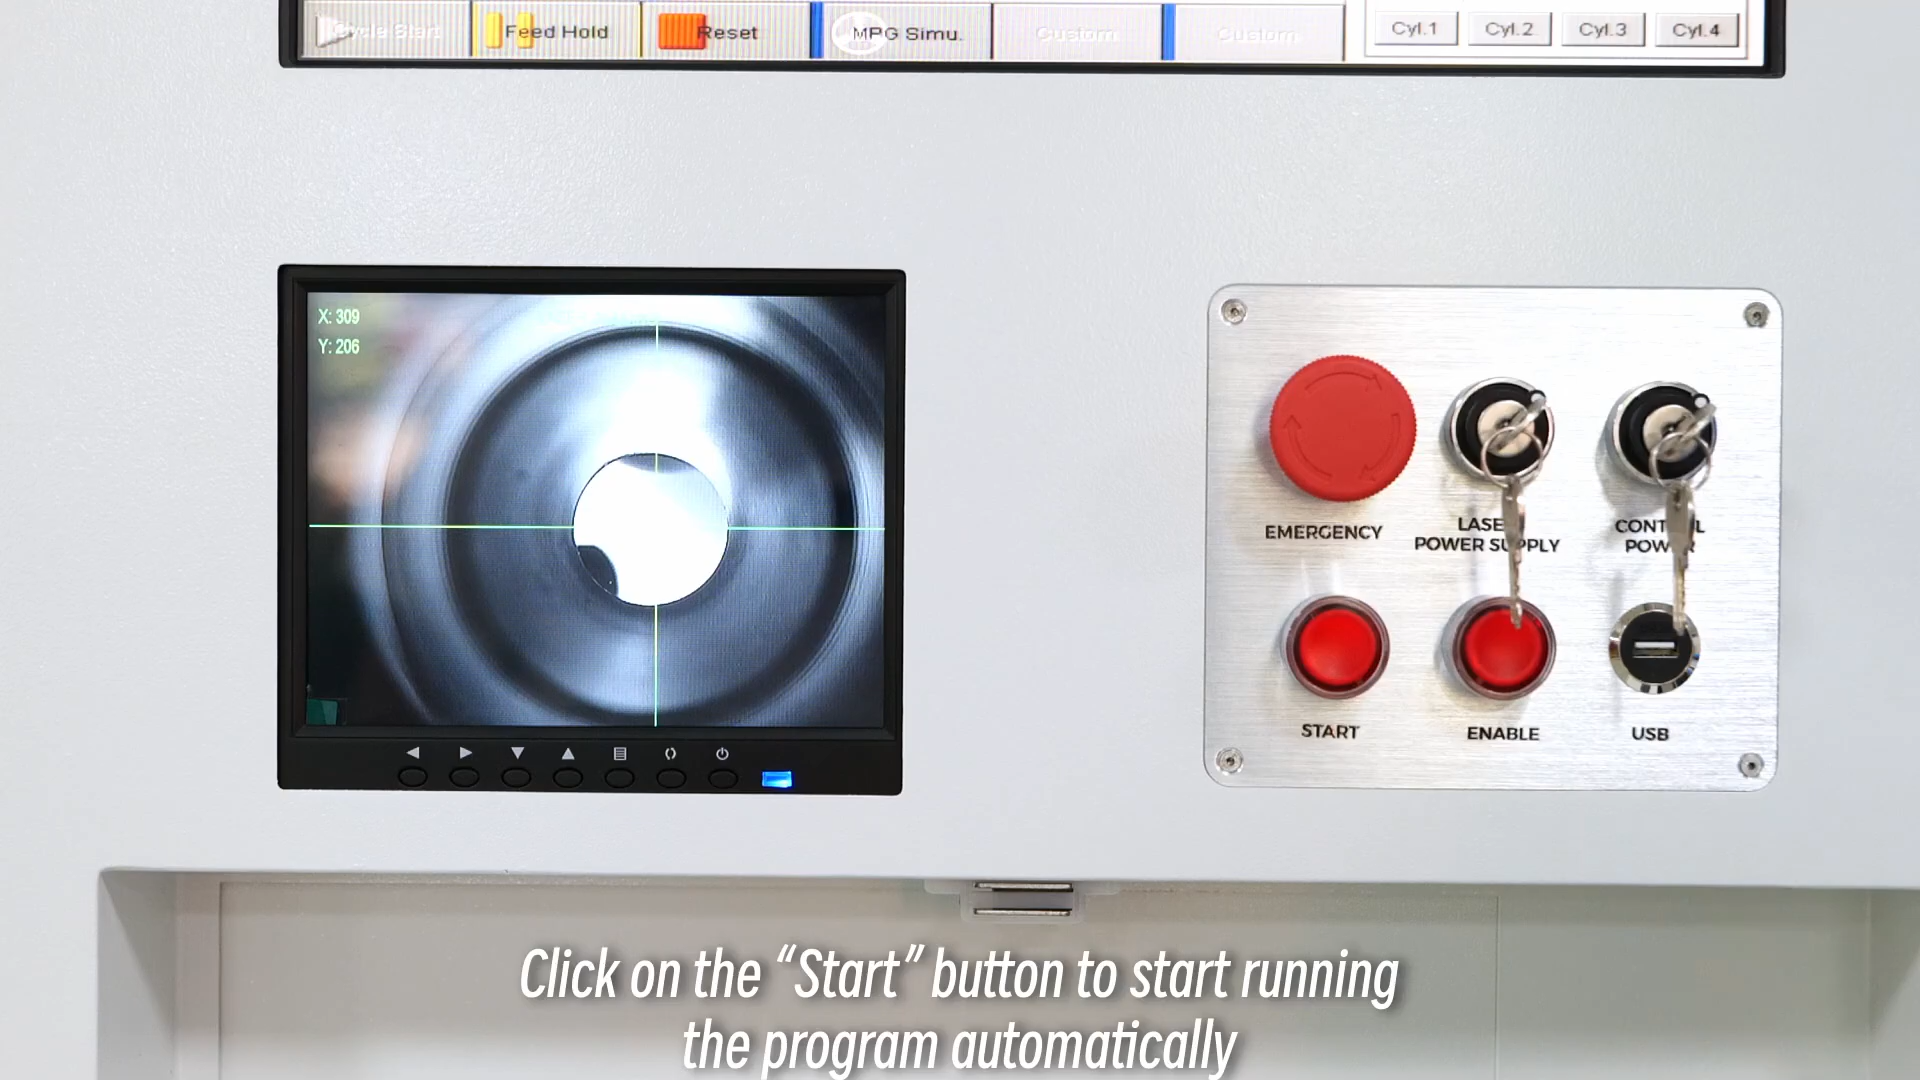 Cycle Start
Feed Hold
Reset
MPG Simu.
Custom
Custom
Cyl.1
Cyl.2
Cyl.3
Cyl.4
X: 309
Y: 206
EMERGENCY
LASER
POWER SUPPLY
CONTROL
POWER
START
ENABLE
USB
Click on the “Start” button to start running
the program automatically